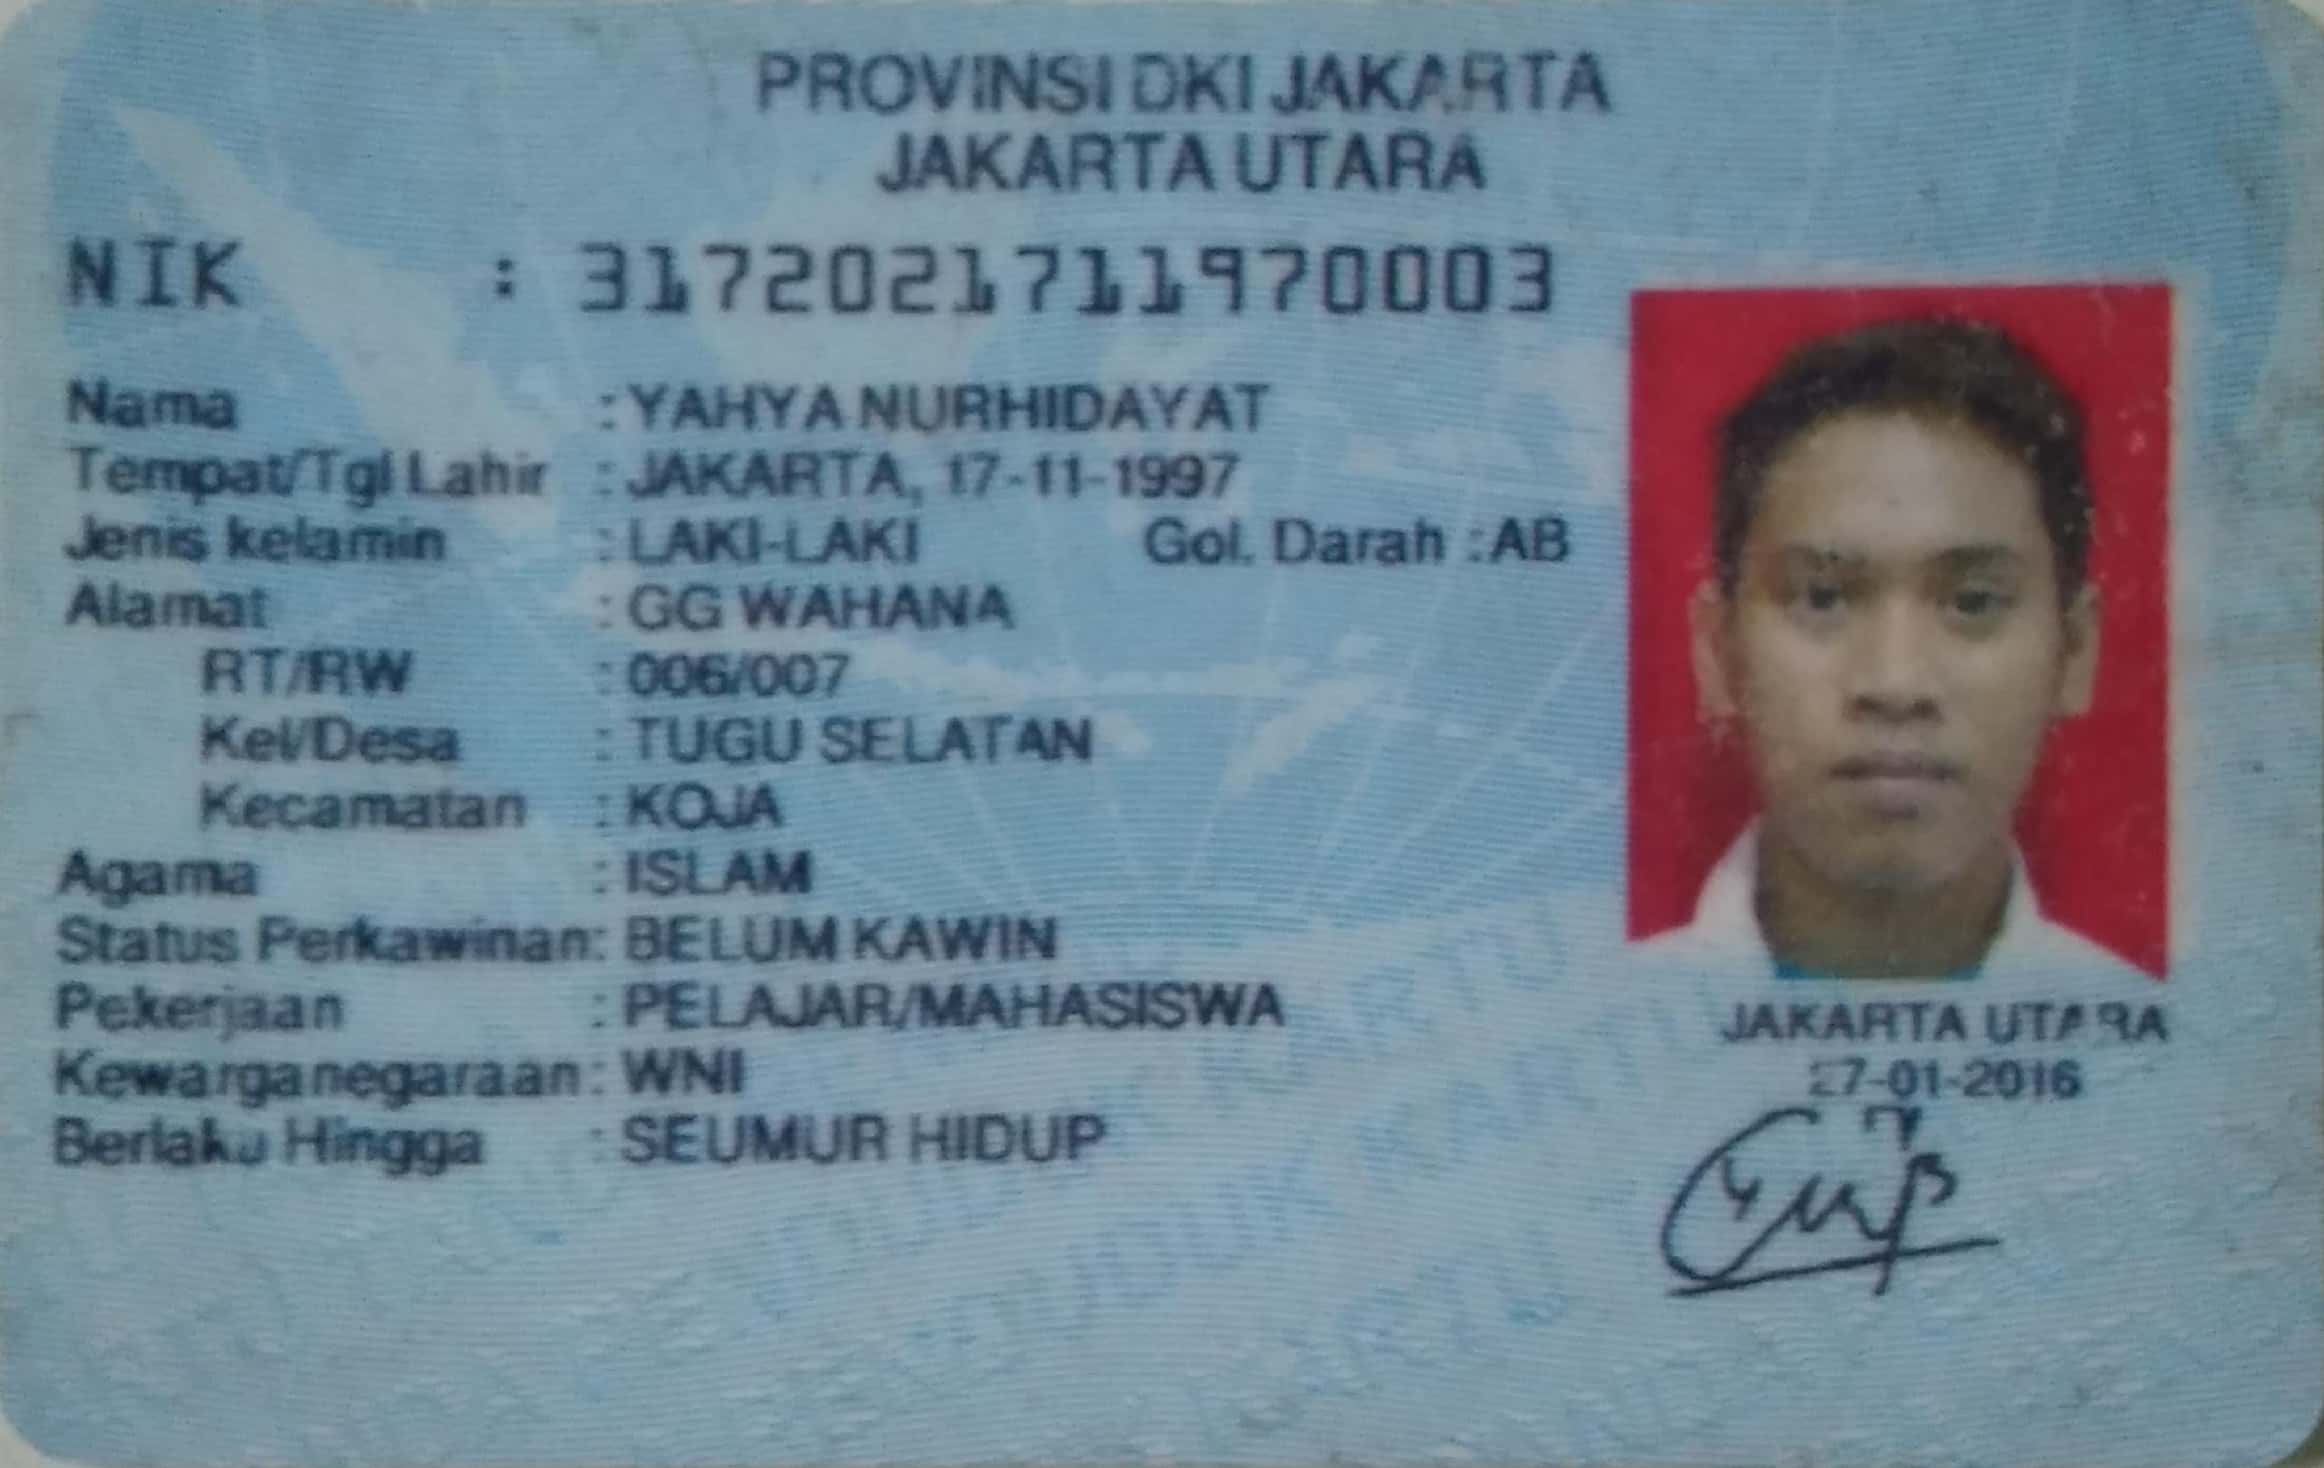 PROVINSI DKI JAKARTA
JAKARTA UTARA
NIK : 3172021711970003
Nama : YAHYA NURHIDAYAT
Tempat/Tgl Lahir : JAKARTA, 17-11-1997
Jenis kelamin : LAKI-LAKI Gol. Darah : AB
Alamat : GG WAHANA
RT/RW : 006/007
Kel/Desa : TUGU SELATAN
Kecamatan : KOJA
Agama : ISLAM
Status Perkawinan: BELUM KAWIN
Pekerjaan : PELAJAR/MAHASISWA
Kewarganegaraan: WNI
Berlaku Hingga : SEUMUR HIDUP
JAKARTA UTARA
27-01-2016